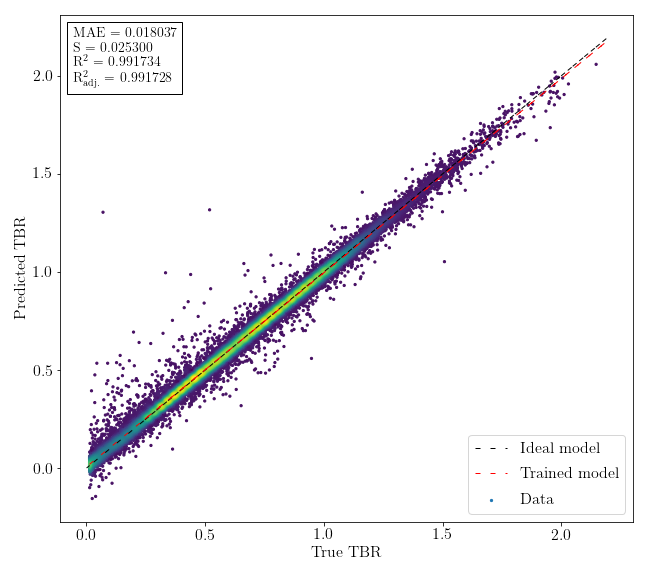 MAE = 0.018037
S = 0.025300
R² = 0.991734
R²adj. = 0.991728
2.0
1.5
1.0
0.5
0.0
Predicted TBR
Ideal model
Trained model
Data
0.0 0.5 1.0 1.5 2.0
True TBR